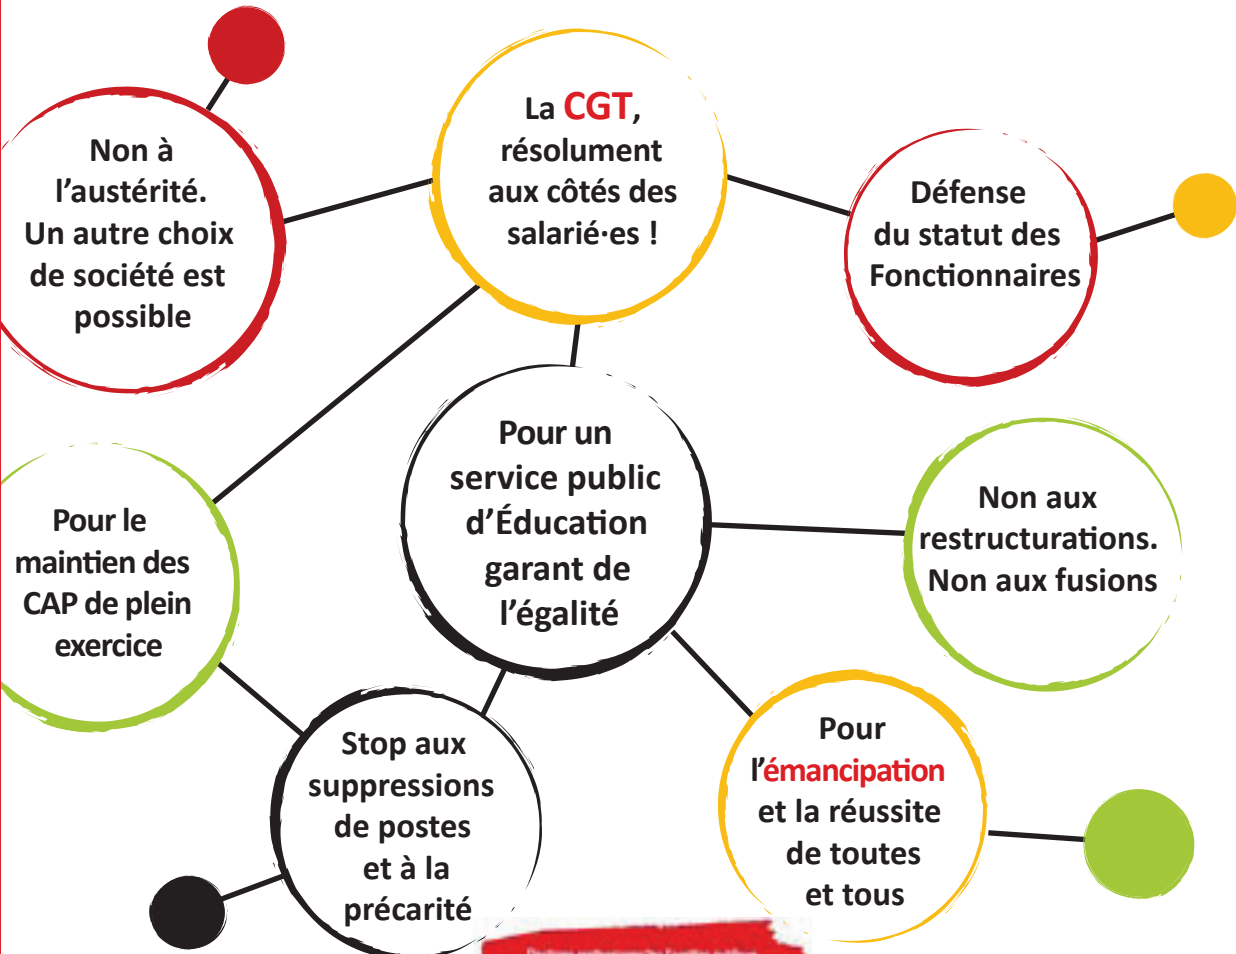 Non à
l'austérité.
Un autre choix
de société est
possible
La CGT,
résolument
aux côtés des
salarié·es !
Défense
du statut des
Fonctionnaires
Pour le
maintien des
CAP de plein
exercice
Pour un
service public
d'Éducation
garant de
l'égalité
Non aux
restructurations.
Non aux fusions
Stop aux
suppressions
de postes
et à la
précarité
Pour
l'émancipation
et la réussite
de toutes
et tous